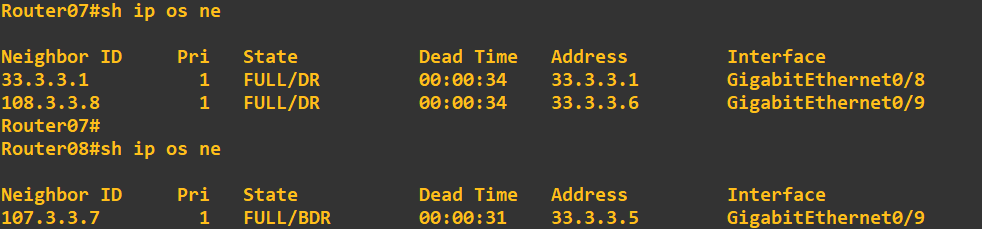 Router07#sh ip os ne
Neighbor ID     Pri   State           Dead Time   Address         Interface
33.3.3.1          1   FULL/DR         00:00:34    33.3.3.1        GigabitEthernet0/8
108.3.3.8         1   FULL/DR         00:00:34    33.3.3.6        GigabitEthernet0/9
Router07#
Router08#sh ip os ne
Neighbor ID     Pri   State           Dead Time   Address         Interface
107.3.3.7         1   FULL/BDR        00:00:31    33.3.3.5        GigabitEthernet0/9